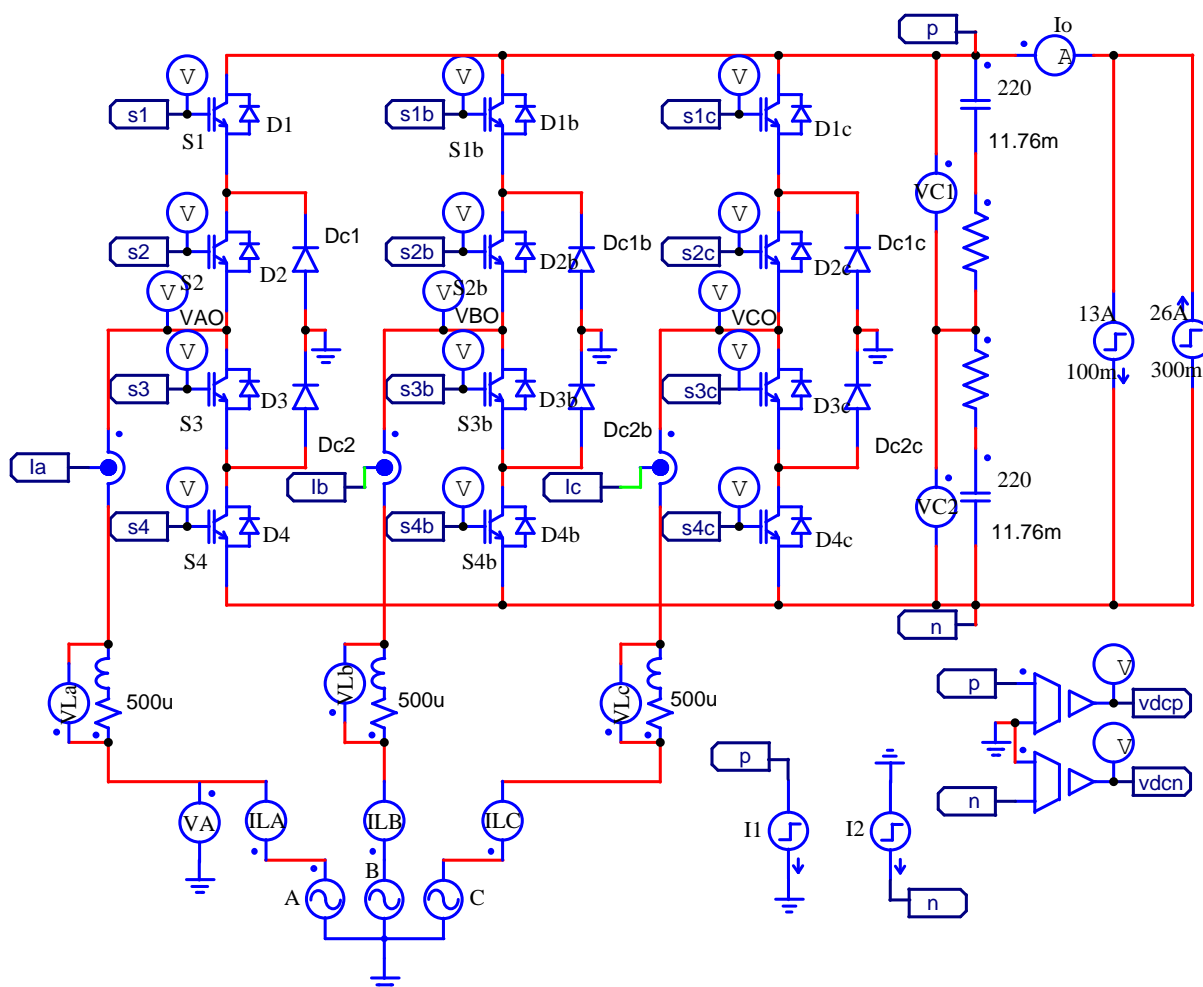 p
Io
A
V
V
V
220
s1
D1
s1b
D1b
s1c
D1c
S1
S1b
11.76m
V
V
V
VC1
s2
Dc1
s2b
Dc1b
s2c
Dc1c
S2
D2
S2b
D2b
D2c
V
V
V
VAO
VBO
VCO
13A
26A
V
V
V
100m
300m
s3
D3
s3b
D3b
s3c
D3c
S3
S3b
Dc2
Dc2b
Dc2c
Ia
Ib
Ic
V
V
V
220
VC2
s4
D4
s4b
D4b
s4c
D4c
11.76m
S4
S4b
n
VLa
500u
VLb
500u
VLc
500u
p
V
vdcp
V
vdcn
n
p
VA
ILA
ILB
ILC
I1
I2
A
B
C
n